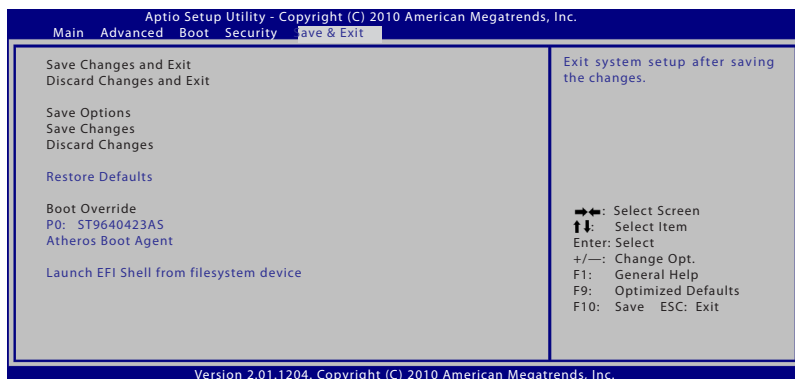 Aptio Setup Utility - Copyright (C) 2010 American Megatrends, Inc.
Main Advanced Boot Security Save & Exit
Save Changes and Exit
Discard Changes and Exit
Save Options
Save Changes
Discard Changes
Restore Defaults
Boot Override
P0: ST9640423AS
Atheros Boot Agent
Launch EFI Shell from filesystem device
Exit system setup after saving
the changes.
→←: Select Screen
↑↓: Select Item
Enter: Select
+/—: Change Opt.
F1: General Help
F9: Optimized Defaults
F10: Save ESC: Exit
Version 2.01.1204. Copyright (C) 2010 American Megatrends, Inc.